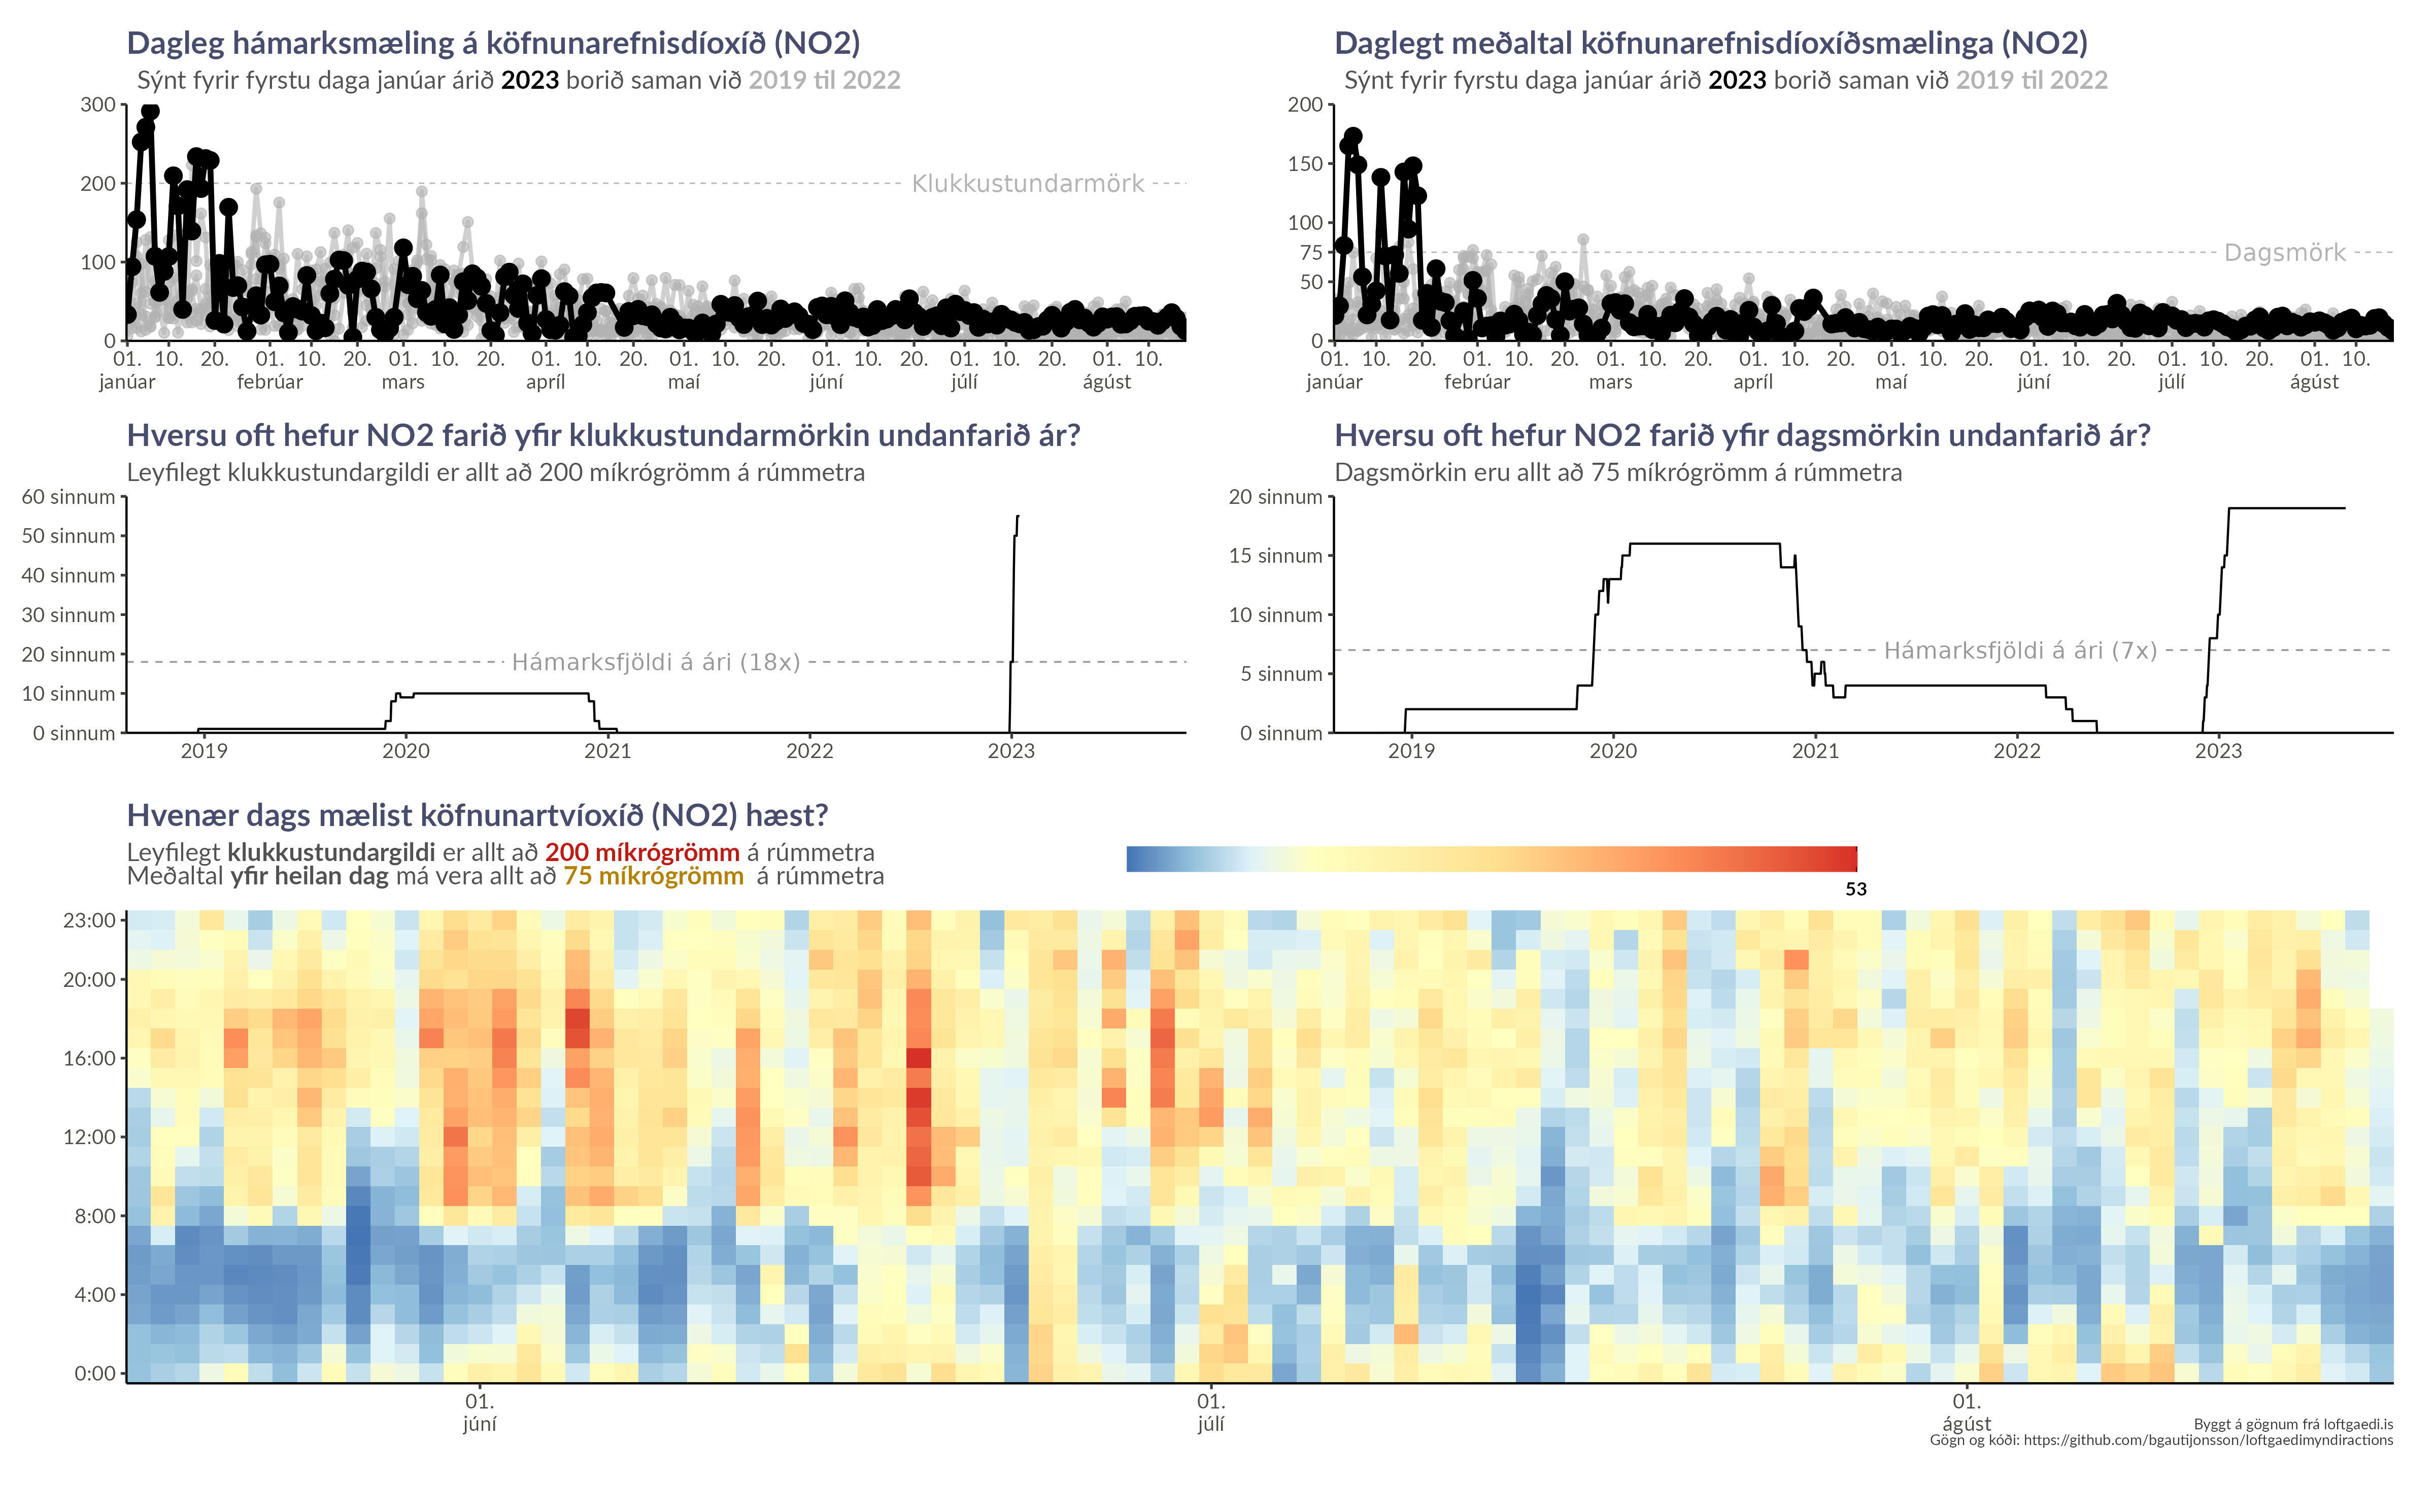 Dagleg hámarksmæling á köfnunarefnisdíoxíð (NO2)
Sýnt fyrir fyrstu daga janúar árið 2023 borið saman við 2019 til 2022
300
200
100
0
Klukkustundarmörk
01. 10. 20. 01. 10. 20. 01. 10. 20. 01. 10. 20. 01. 10. 20. 01. 10. 20. 01. 10. 20. 01. 10.
janúar febrúar mars apríl maí júní júlí ágúst
Daglegt meðaltal köfnunarefnisdíoxíðsmælinga (NO2)
Sýnt fyrir fyrstu daga janúar árið 2023 borið saman við 2019 til 2022
200
150
100
75
50
0
Dagsmörk
01. 10. 20. 01. 10. 20. 01. 10. 20. 01. 10. 20. 01. 10. 20. 01. 10. 20. 01. 10. 20. 01. 10.
janúar febrúar mars apríl maí júní júlí ágúst
Hversu oft hefur NO2 farið yfir klukkustundarmörkin undanfarið ár?
Leyfilegt klukkustundargildi er allt að 200 míkrógrömm á rúmmetra
60 sinnum
50 sinnum
40 sinnum
30 sinnum
20 sinnum
10 sinnum
0 sinnum
Hámarksfjöldi á ári (18x)
2019 2020 2021 2022 2023
Hversu oft hefur NO2 farið yfir dagsmörkin undanfarið ár?
Dagsmörkin eru allt að 75 míkrógrömm á rúmmetra
20 sinnum
15 sinnum
10 sinnum
5 sinnum
0 sinnum
Hámarksfjöldi á ári (7x)
2019 2020 2021 2022 2023
Hvenær dags mælist köfnunartvíoxíð (NO2) hæst?
Leyfilegt klukkustundargildi er allt að 200 míkrógrömm á rúmmetra
Meðaltal yfir heilan dag má vera allt að 75 míkrógrömm á rúmmetra
53
23:00
20:00
16:00
12:00
8:00
4:00
0:00
01. 01. 01.
júní júlí ágúst
Byggt á gögnum frá loftgaedi.is
Gögn og kóði: https://github.com/bgautijonsson/loftgaedimyndiractions